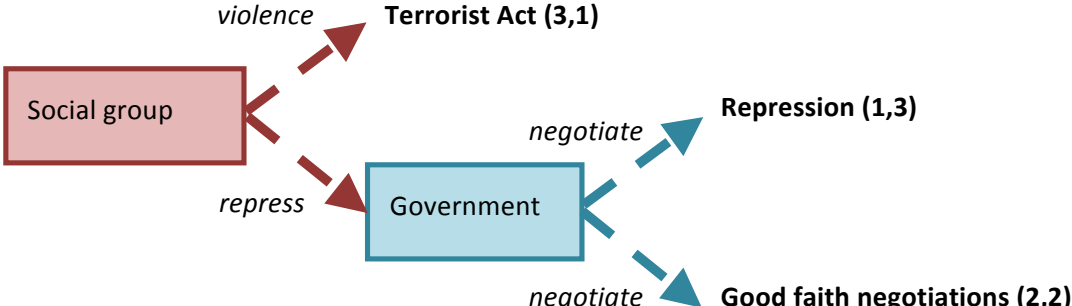 violence
Terrorist Act (3,1)
Social group
Repression (1,3)
negotiate
repress
Government
negotiate
Good faith negotiations (2,2)